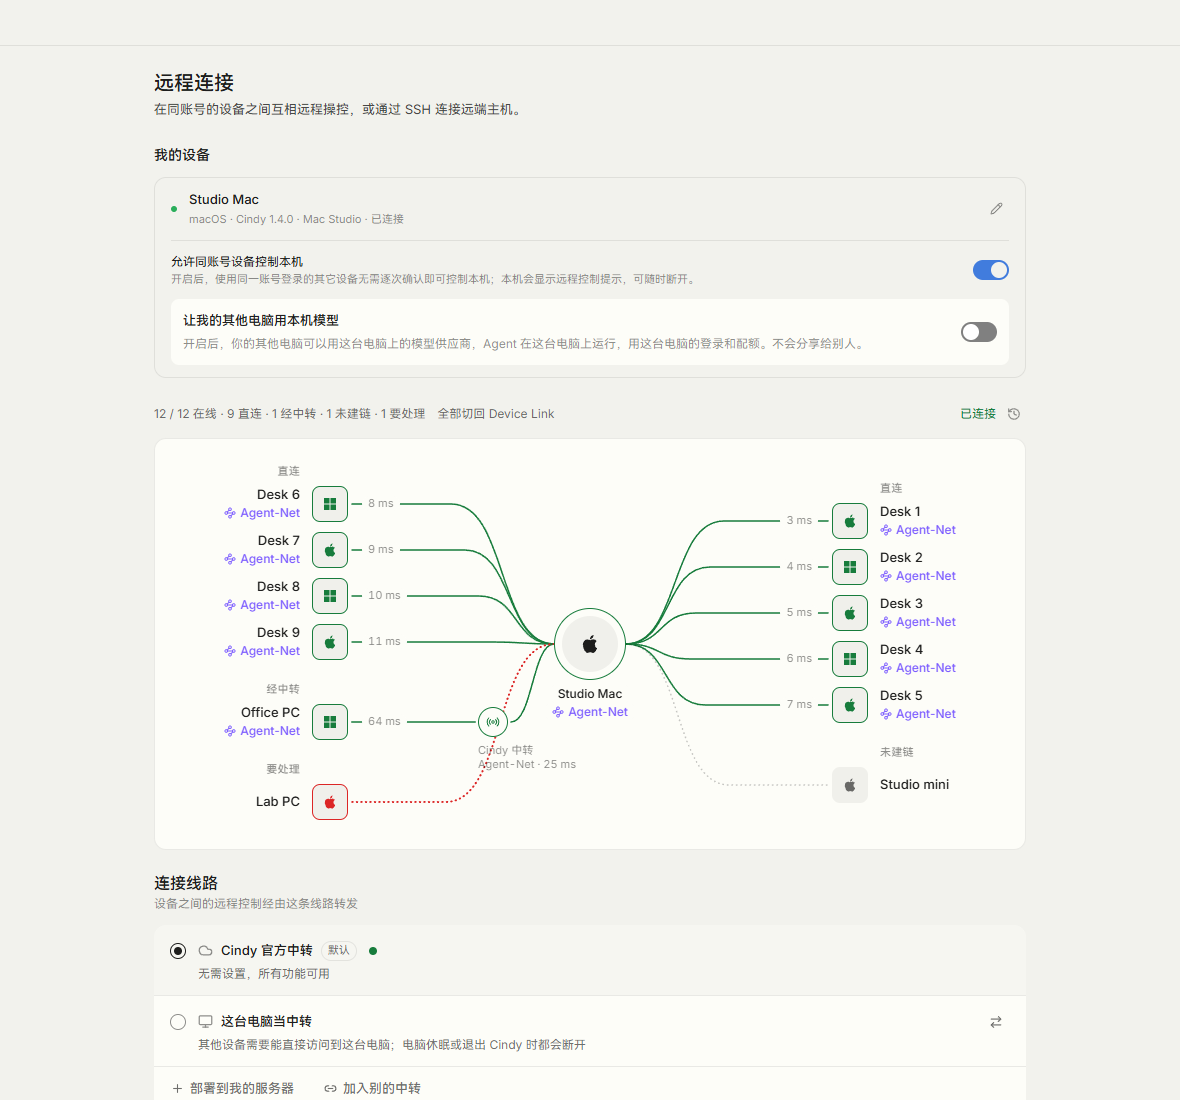 远程连接
在同账号的设备之间互相远程操控，或通过 SSH 连接远端主机。
我的设备
Studio Mac
macOS · Cindy 1.4.0 · Mac Studio · 已连接
允许同账号设备控制本机
开启后，使用同一账号登录的其它设备无需逐次确认即可控制本机；本机会显示远程控制提示，可随时断开。
让我的其他电脑用本机模型
开启后，你的其他电脑可以用这台电脑上的模型供应商，Agent 在这台电脑上运行，用这台电脑的登录和配额。不会分享给别人。
12 / 12 在线 · 9 直连 · 1 经中转 · 1 未建链 · 1 要处理 全部切回 Device Link
已连接
直连
Desk 6
Agent-Net
8 ms
Desk 7
Agent-Net
9 ms
Desk 8
Agent-Net
10 ms
Desk 9
Agent-Net
11 ms
经中转
Office PC
Agent-Net
64 ms
Cindy 中转
Agent-Net · 25 ms
要处理
Lab PC
Studio Mac
Agent-Net
直连
3 ms
Desk 1
Agent-Net
4 ms
Desk 2
Agent-Net
5 ms
Desk 3
Agent-Net
6 ms
Desk 4
Agent-Net
7 ms
Desk 5
Agent-Net
未建链
Studio mini
连接线路
设备之间的远程控制经由这条线路转发
Cindy 官方中转 默认
无需设置，所有功能可用
这台电脑当中转
其他设备需要能直接访问到这台电脑；电脑休眠或退出 Cindy 时都会断开
部署到我的服务器 加入别的中转